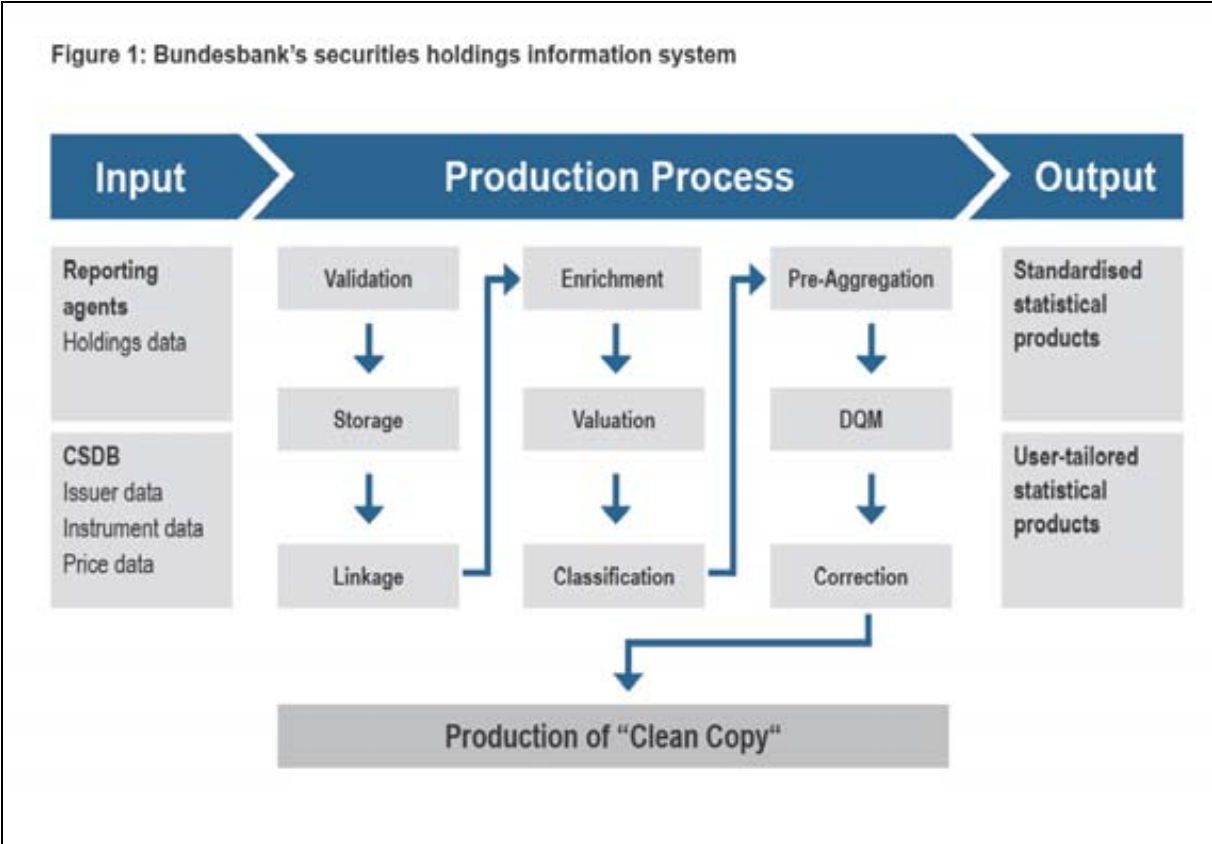 Figure 1: Bundesbank's securities holdings information system
Input
Production Process
Output
Reporting
agents
Holdings data
CSDB
Issuer data
Instrument data
Price data
Validation
Storage
Linkage
Enrichment
Valuation
Classification
Pre-Aggregation
DQM
Correction
Production of “Clean Copy“
Standardised
statistical
products
User-tailored
statistical
products